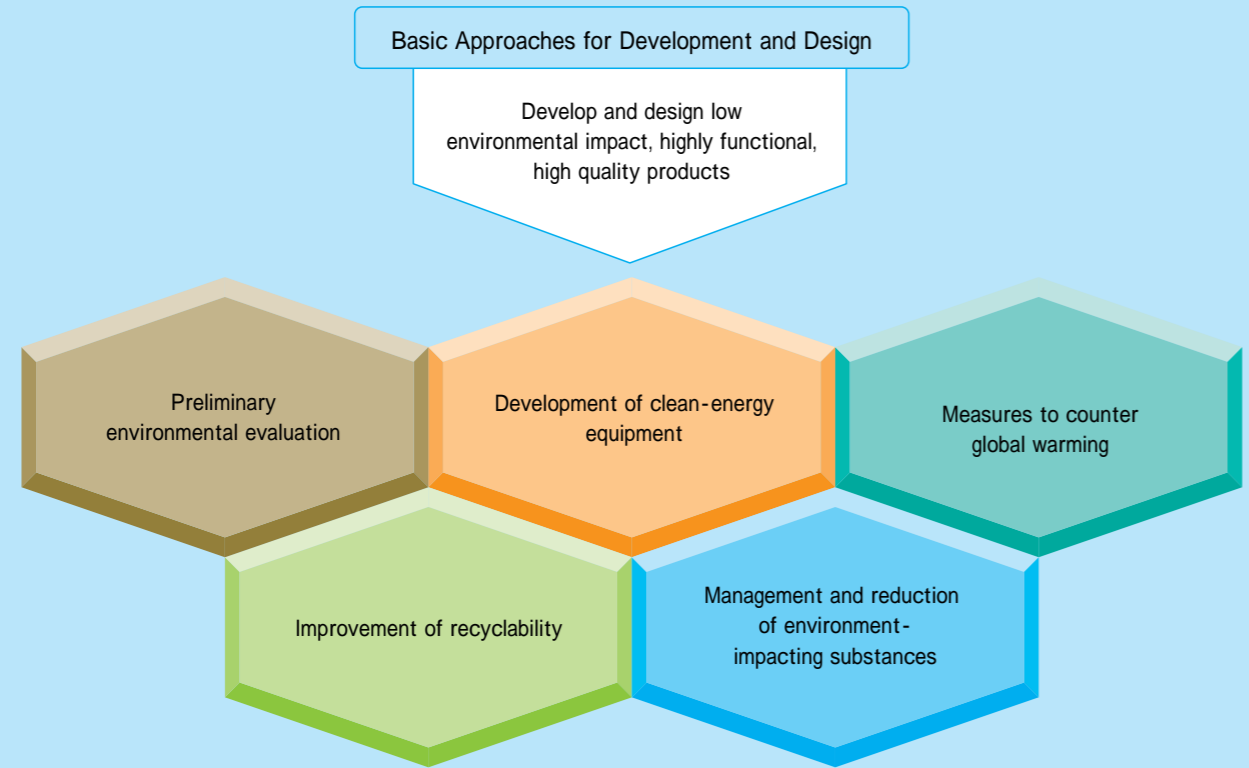 Basic Approaches for Development and Design
Develop and design low
environmental impact, highly functional,
high quality products
Preliminary
environmental evaluation
Development of clean-energy
equipment
Measures to counter
global warming
Improvement of recyclability
Management and reduction
of environment-
impacting substances